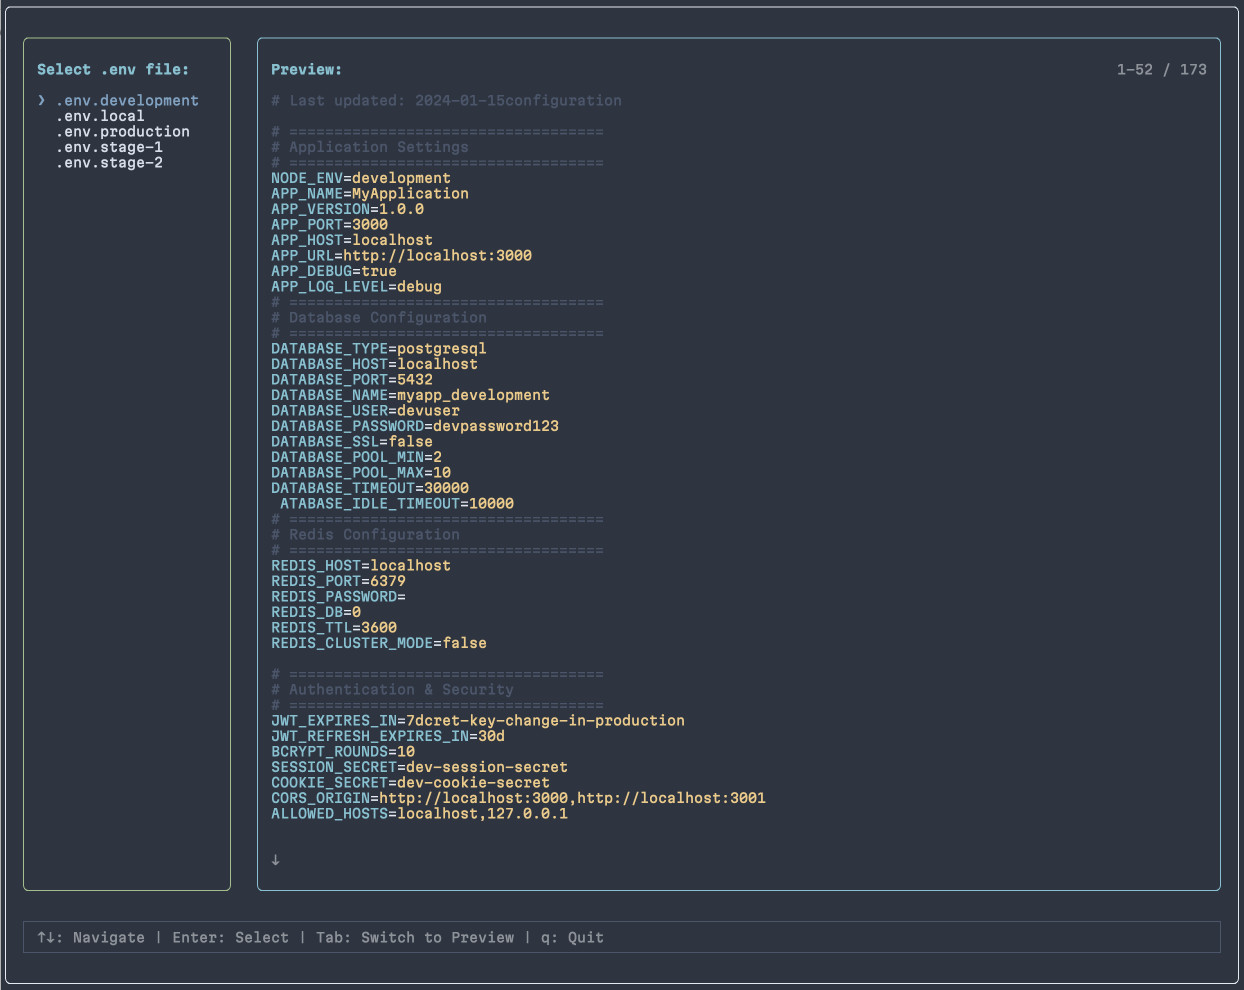 Select .env file:
❯ .env.development
.env.local
.env.production
.env.stage-1
.env.stage-2
Preview:
1-52 / 173
# Last updated: 2024-01-15configuration
# ===================================
# Application Settings
# ===================================
NODE_ENV=development
APP_NAME=MyApplication
APP_VERSION=1.0.0
APP_PORT=3000
APP_HOST=localhost
APP_URL=http://localhost:3000
APP_DEBUG=true
APP_LOG_LEVEL=debug
# ===================================
# Database Configuration
# ===================================
DATABASE_TYPE=postgresql
DATABASE_HOST=localhost
DATABASE_PORT=5432
DATABASE_NAME=myapp_development
DATABASE_USER=devuser
DATABASE_PASSWORD=devpassword123
DATABASE_SSL=false
DATABASE_POOL_MIN=2
DATABASE_POOL_MAX=10
DATABASE_TIMEOUT=30000
ATABASE_IDLE_TIMEOUT=10000
# ===================================
# Redis Configuration
# ===================================
REDIS_HOST=localhost
REDIS_PORT=6379
REDIS_PASSWORD=
REDIS_DB=0
REDIS_TTL=3600
REDIS_CLUSTER_MODE=false
# ===================================
# Authentication & Security
# ===================================
JWT_EXPIRES_IN=7dcret-key-change-in-production
JWT_REFRESH_EXPIRES_IN=30d
BCRYPT_ROUNDS=10
SESSION_SECRET=dev-session-secret
COOKIE_SECRET=dev-cookie-secret
CORS_ORIGIN=http://localhost:3000,http://localhost:3001
ALLOWED_HOSTS=localhost,127.0.0.1
↓
↑↓: Navigate | Enter: Select | Tab: Switch to Preview | q: Quit